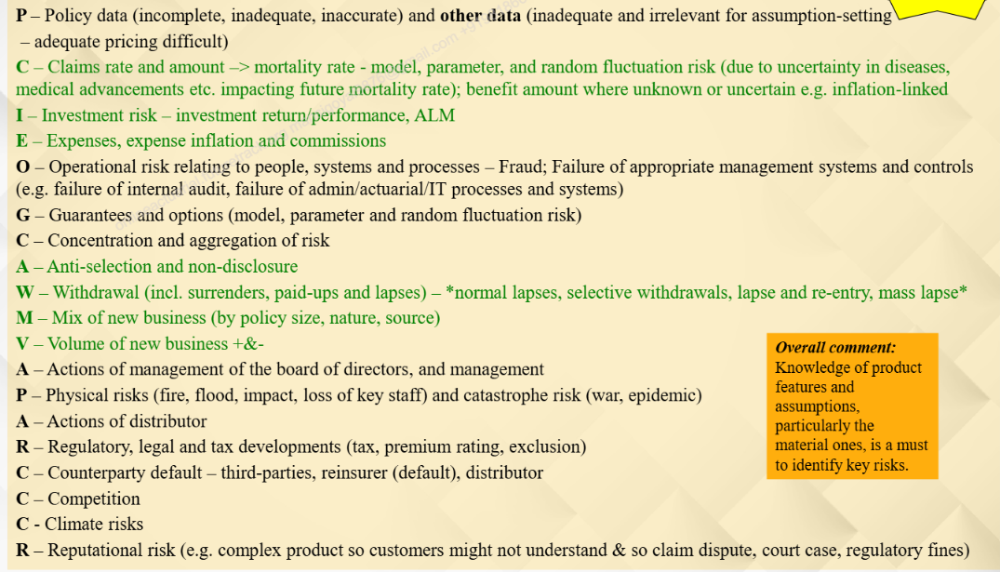 P – Policy data (incomplete, inadequate, inaccurate) and other data (inadequate and irrelevant for assumption-setting
– adequate pricing difficult)
C – Claims rate and amount –> mortality rate - model, parameter, and random fluctuation risk (due to uncertainty in diseases,
medical advancements etc. impacting future mortality rate); benefit amount where unknown or uncertain e.g. inflation-linked
I – Investment risk – investment return/performance, ALM
E – Expenses, expense inflation and commissions
O – Operational risk relating to people, systems and processes – Fraud; Failure of appropriate management systems and controls
(e.g. failure of internal audit, failure of admin/actuarial/IT processes and systems)
G – Guarantees and options (model, parameter and random fluctuation risk)
C – Concentration and aggregation of risk
A – Anti-selection and non-disclosure
W – Withdrawal (incl. surrenders, paid-ups and lapses) – *normal lapses, selective withdrawals, lapse and re-entry, mass lapse*
M – Mix of new business (by policy size, nature, source)
V – Volume of new business +&-
A – Actions of management of the board of directors, and management
P – Physical risks (fire, flood, impact, loss of key staff) and catastrophe risk (war, epidemic)
A – Actions of distributor
R – Regulatory, legal and tax developments (tax, premium rating, exclusion)
C – Counterparty default – third-parties, reinsurer (default), distributor
C – Competition
C - Climate risks
R – Reputational risk (e.g. complex product so customers might not understand & so claim dispute, court case, regulatory fines)
Overall comment:
Knowledge of product
features and
assumptions,
particularly the
material ones, is a must
to identify key risks.